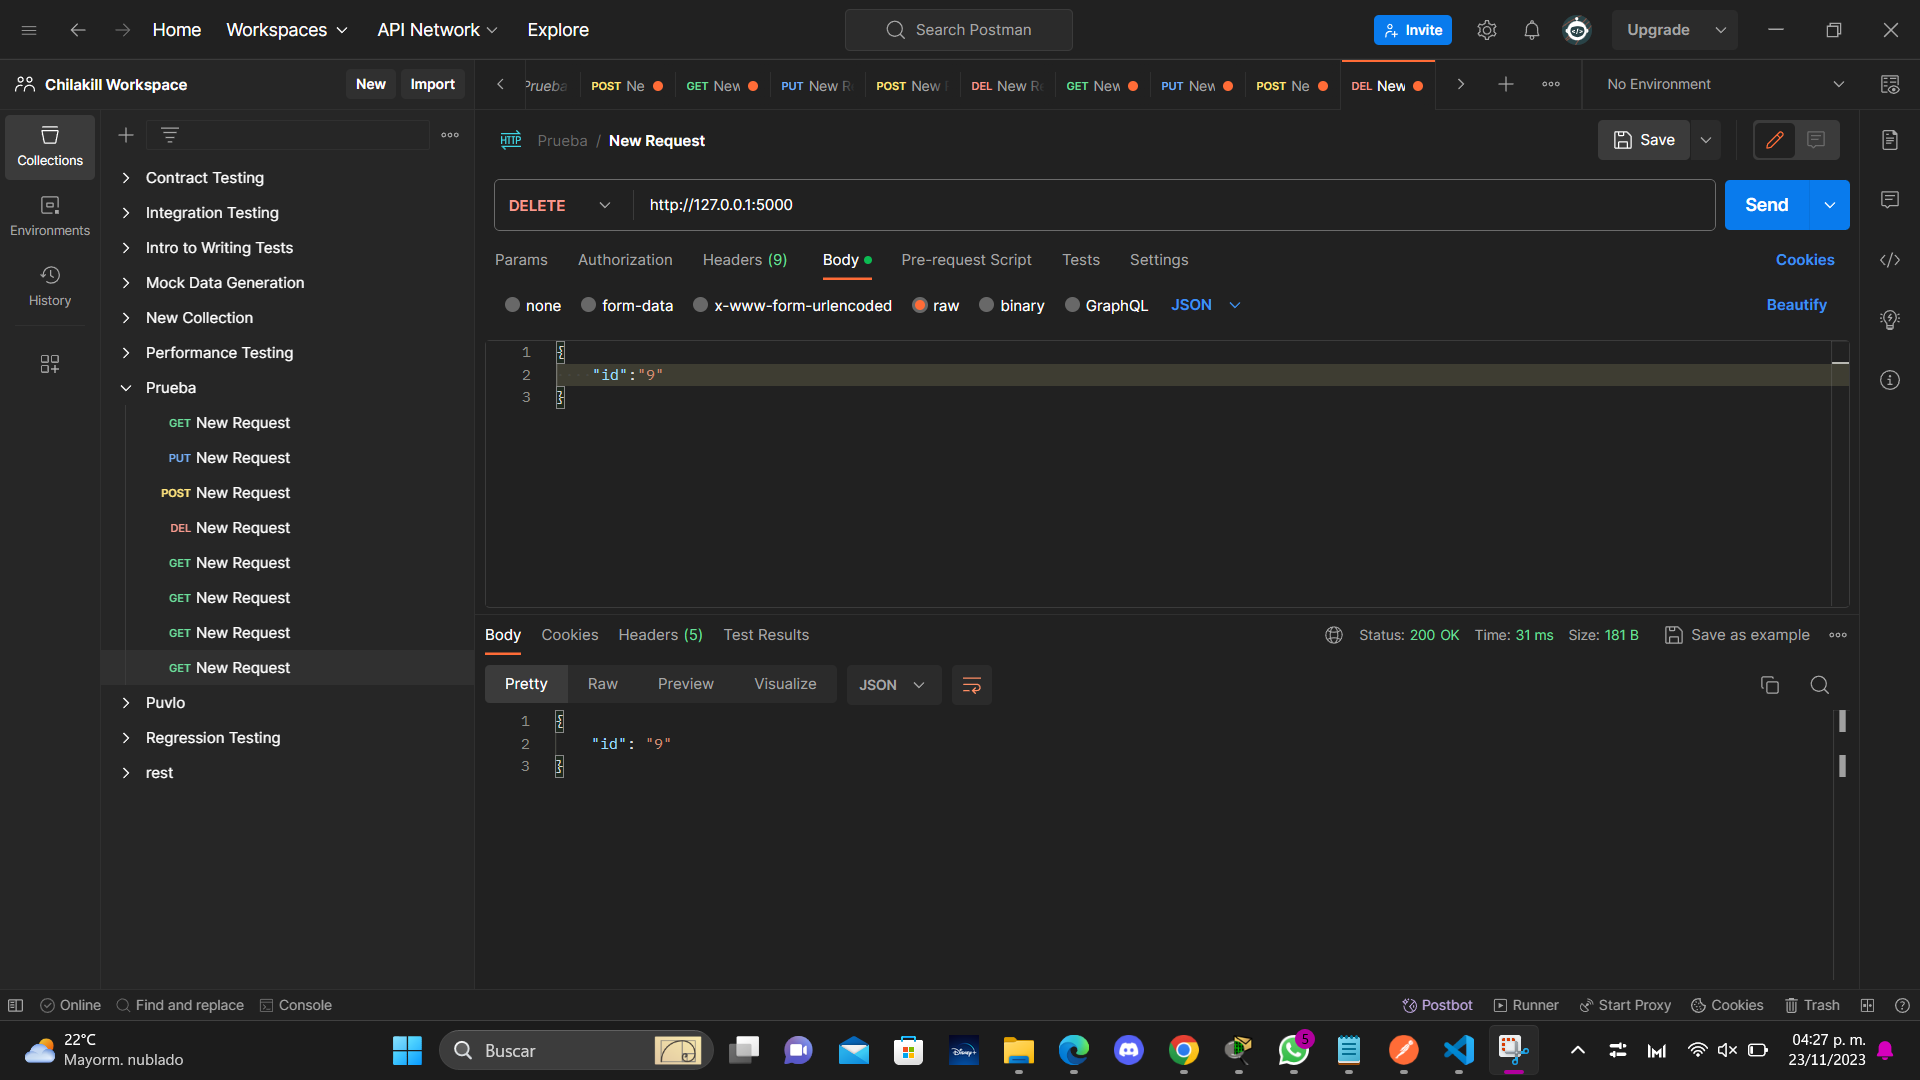 Home Workspaces API Network Explore Search Postman Invite Upgrade
Chilakill Workspace New Import Prueba POST Ne GET New PUT New R POST New DEL New Re GET New PUT New POST Ne DEL New No Environment
HTTP Prueba / New Request Save
Collections
Environments
History
Contract Testing
Integration Testing
Intro to Writing Tests
Mock Data Generation
New Collection
Performance Testing
Prueba
GET New Request
PUT New Request
POST New Request
DEL New Request
GET New Request
GET New Request
GET New Request
GET New Request
Puvlo
Regression Testing
rest
DELETE http://127.0.0.1:5000 Send
Params Authorization Headers (9) Body Pre-request Script Tests Settings Cookies
none form-data x-www-form-urlencoded raw binary GraphQL JSON Beautify
1 {
2 "id":"9"
3 }
Body Cookies Headers (5) Test Results Status: 200 OK Time: 31 ms Size: 181 B Save as example
Pretty Raw Preview Visualize JSON
1 {
2 "id": "9"
3 }
Online Find and replace Console Postbot Runner Start Proxy Cookies Trash
22°C
Mayorm. nublado
Buscar
Disney+
5
04:27 p. m.
23/11/2023